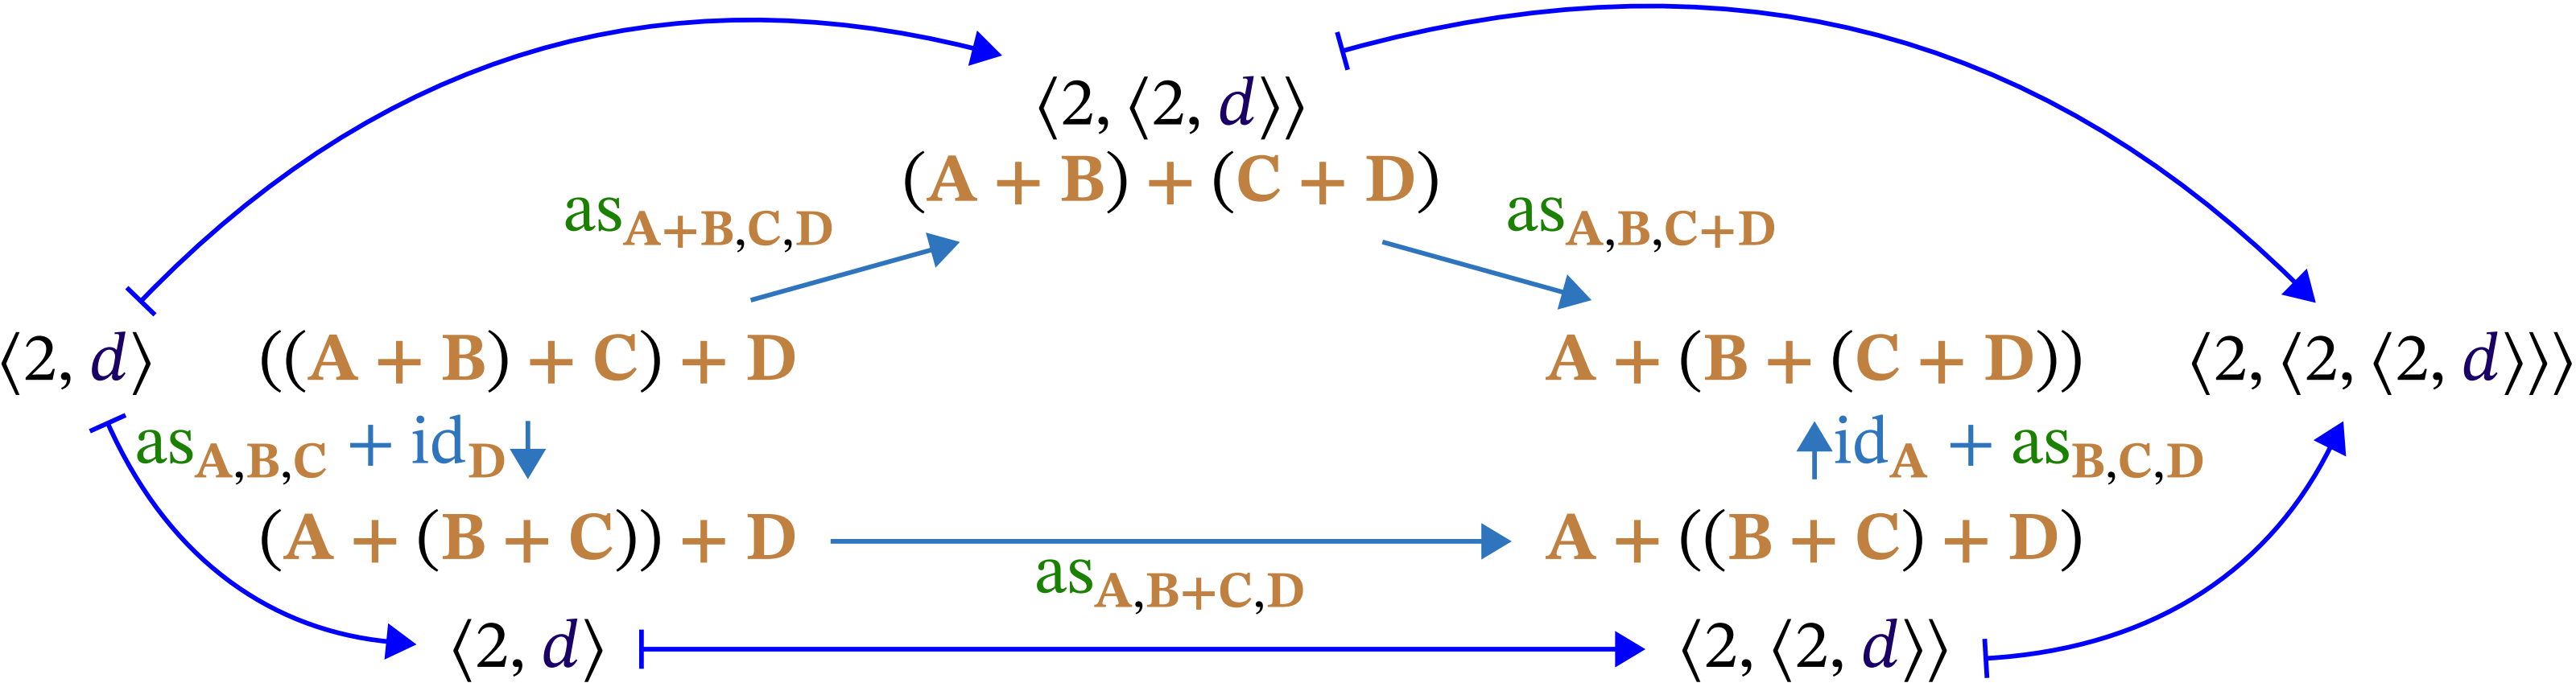 ⟨2, ⟨2, d⟩⟩
(A + B) + (C + D)
as_{A+B,C,D} as_{A,B,C+D}
⟨2, d⟩ ((A + B) + C) + D A + (B + (C + D)) ⟨2, ⟨2, ⟨2, d⟩⟩⟩
as_{A,B,C} + id_D id_A + as_{B,C,D}
(A + (B + C)) + D A + ((B + C) + D)
as_{A,B+C,D}
⟨2, d⟩ ⟨2, ⟨2, d⟩⟩